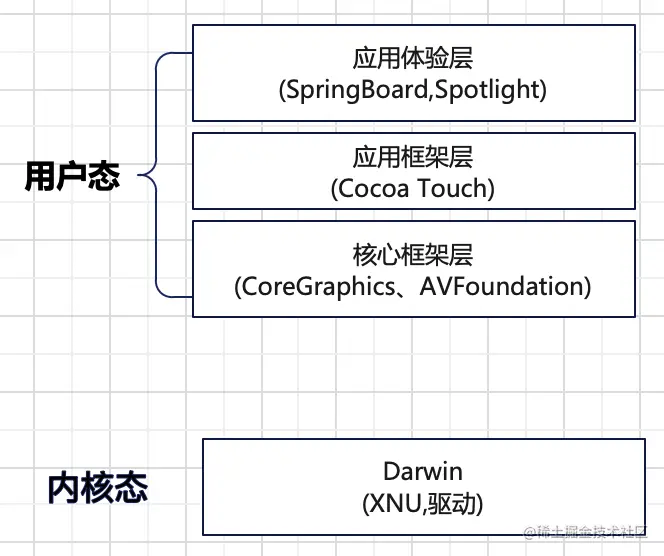 应用体验层
(SpringBoard,Spotlight)
用户态
应用框架层
(Cocoa Touch)
核心框架层
(CoreGraphics、AVFoundation)
内核态
Darwin
(XNU,驱动)
@稀土掘金技术社区